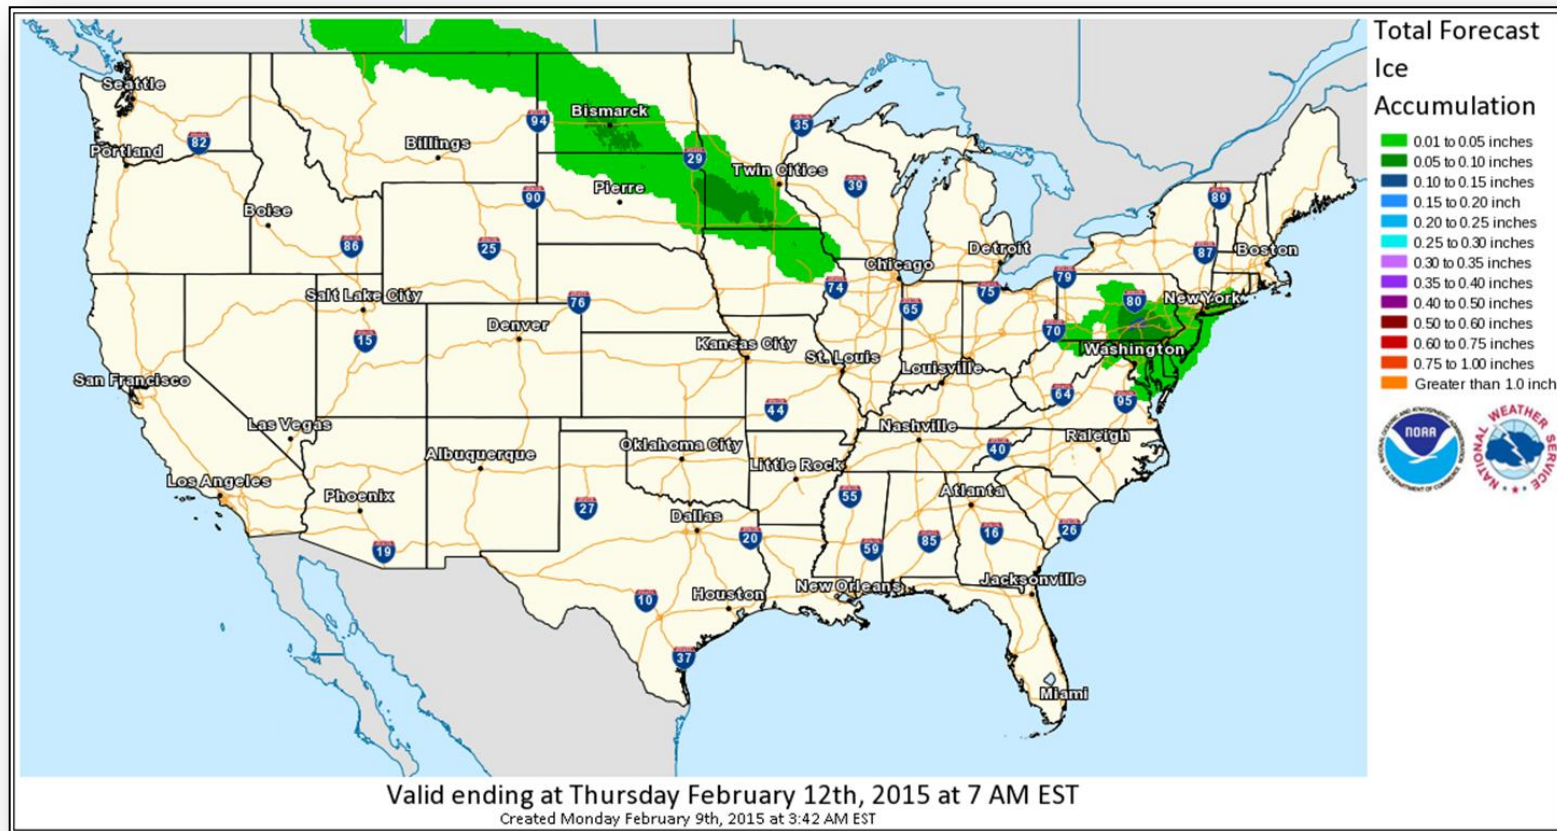 Total Forecast
Ice
Accumulation
0.01 to 0.05 inches
0.05 to 0.10 inches
0.10 to 0.15 inches
0.15 to 0.20 inch
0.20 to 0.25 inches
0.25 to 0.30 inches
0.30 to 0.35 inches
0.35 to 0.40 inches
0.40 to 0.50 inches
0.50 to 0.60 inches
0.60 to 0.75 inches
0.75 to 1.00 inches
Greater than 1.0 inch
NOAA
NATIONAL WEATHER SERVICE
Seattle
Bismarck
94
35
82
Portland
Billings
29
Twin Cities
Pierre
39
90
89
Boise
86
25
Detroit
87
Boston
Chicago
79
74
75
Salt Lake City
76
65
80
New York
Denver
15
70
Kansas City
Washington
St. Louis
Louisville
San Francisco
64
95
44
Las Vegas
Nashville
Raleigh
Oklahoma City
40
Albuquerque
Little Rock
Los Angeles
Phoenix
55
Atlanta
27
Dallas
20
16
26
59
85
19
Jacksonville
New Orleans
Houston
10
37
Miami
Valid ending at Thursday February 12th, 2015 at 7 AM EST
Created Monday February 9th, 2015 at 3:42 AM EST